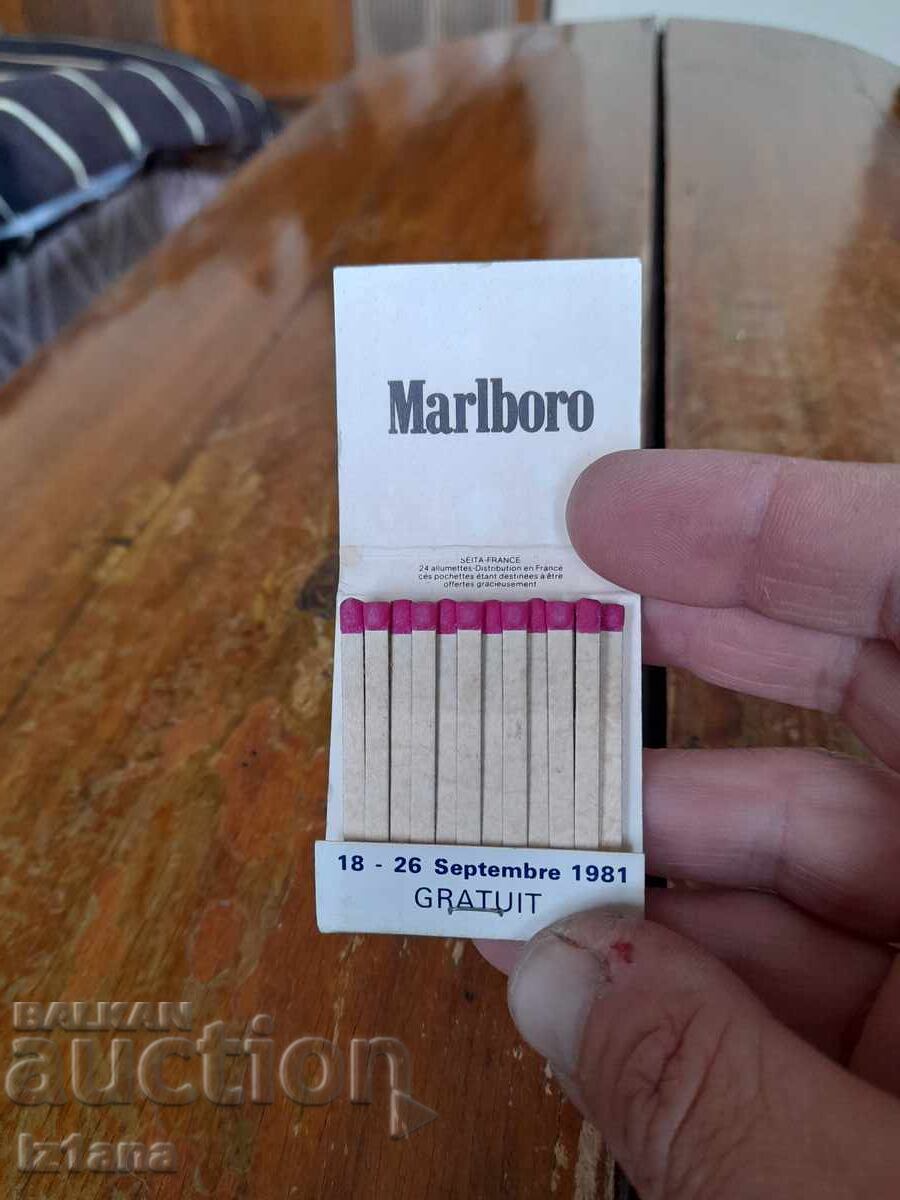 Marlboro
SEITA-FRANCE
24 allumettes-Distribution en France
cés pochettes étant destinées a être
offertes gracieusement
18 - 26 Septembre 1981
GRATUIT
BALKAN
auction
Iz1ana